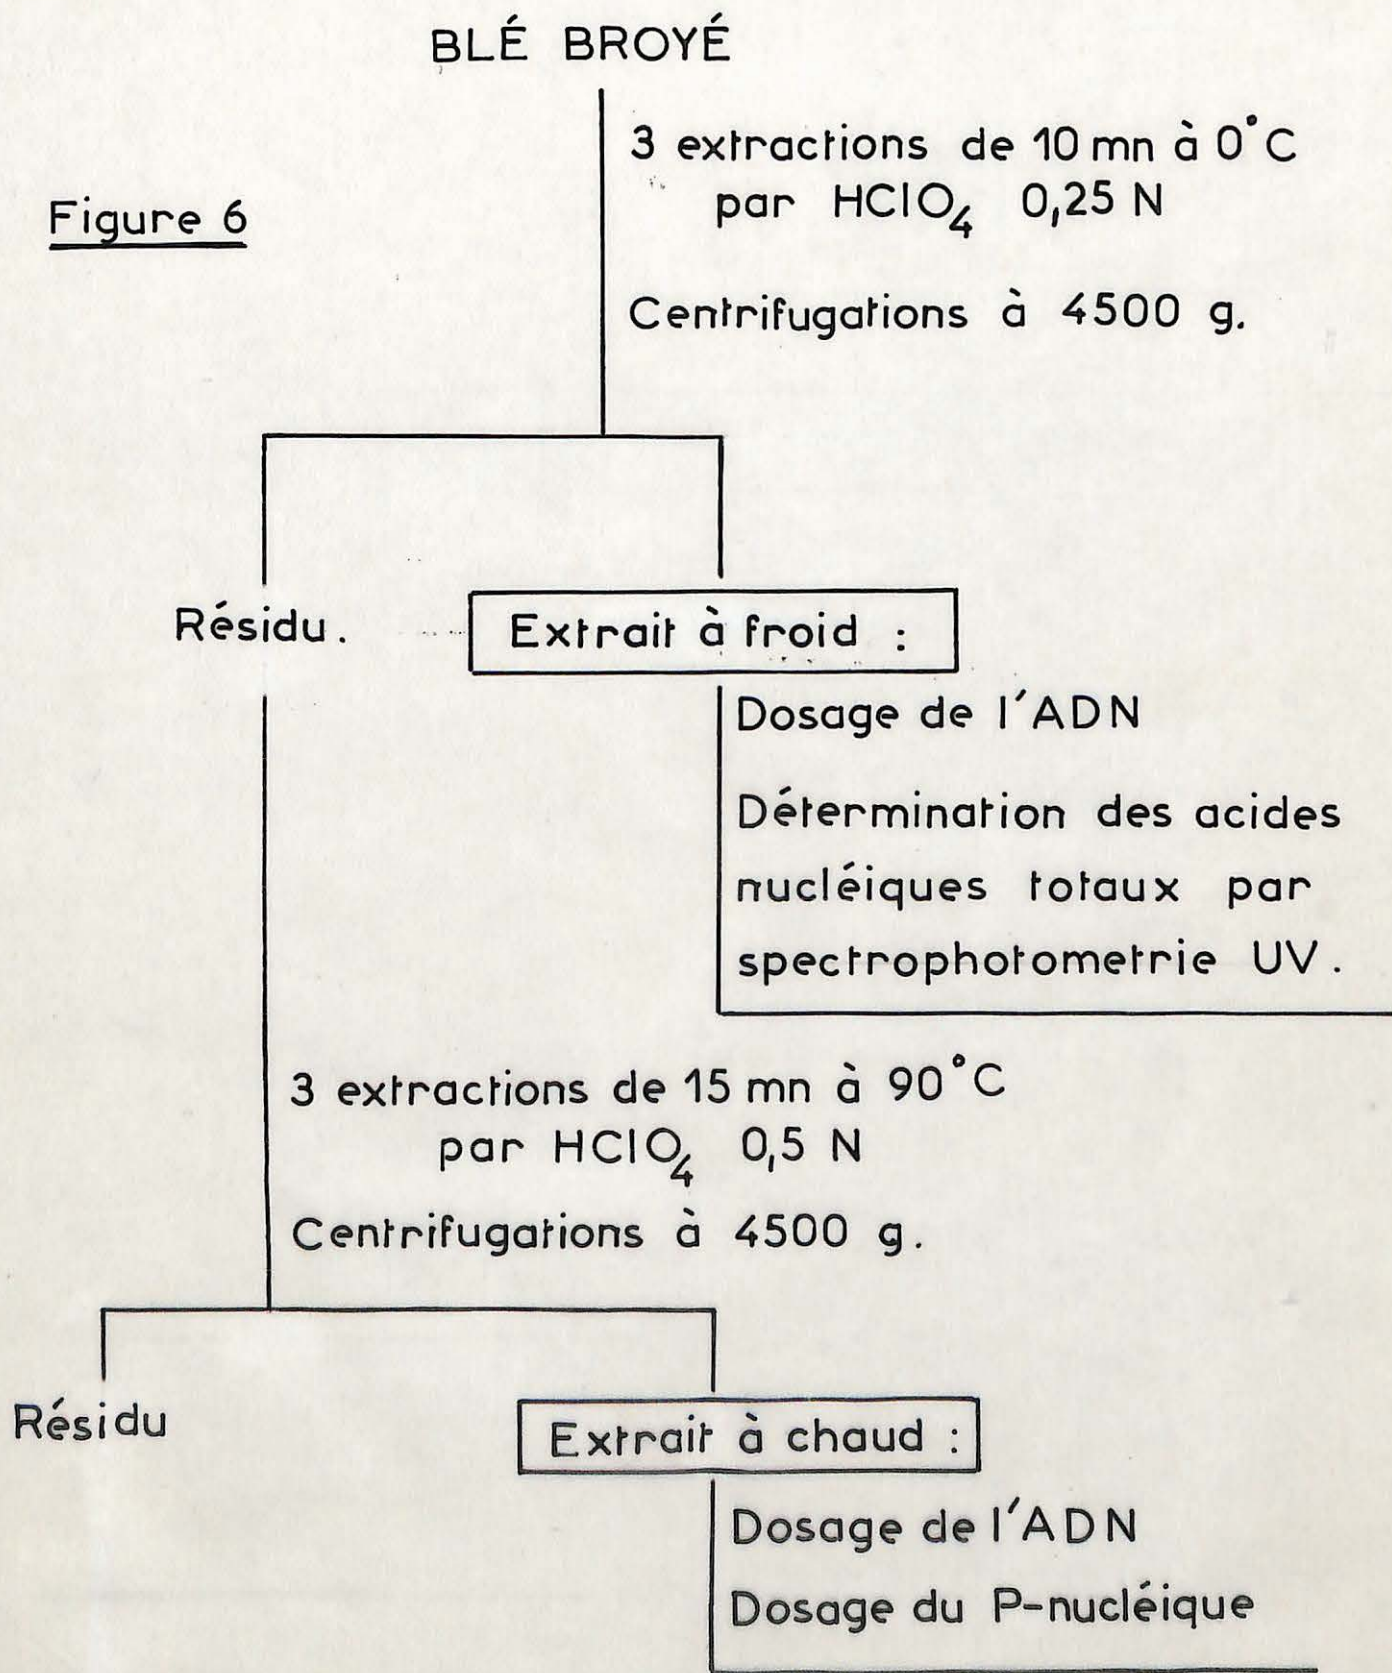 BLÉ BROYÉ
3 extractions de 10 mn à 0°C
par HClO₄ 0,25 N
Figure 6
Centrifugations à 4500 g.
Résidu.
Extrait à froid :
Dosage de l'ADN
Détermination des acides
nucléiques totaux par
spectrophotometrie UV.
3 extractions de 15 mn à 90°C
par HClO₄ 0,5 N
Centrifugations à 4500 g.
Résidu
Extrait à chaud :
Dosage de l'ADN
Dosage du P-nucléique